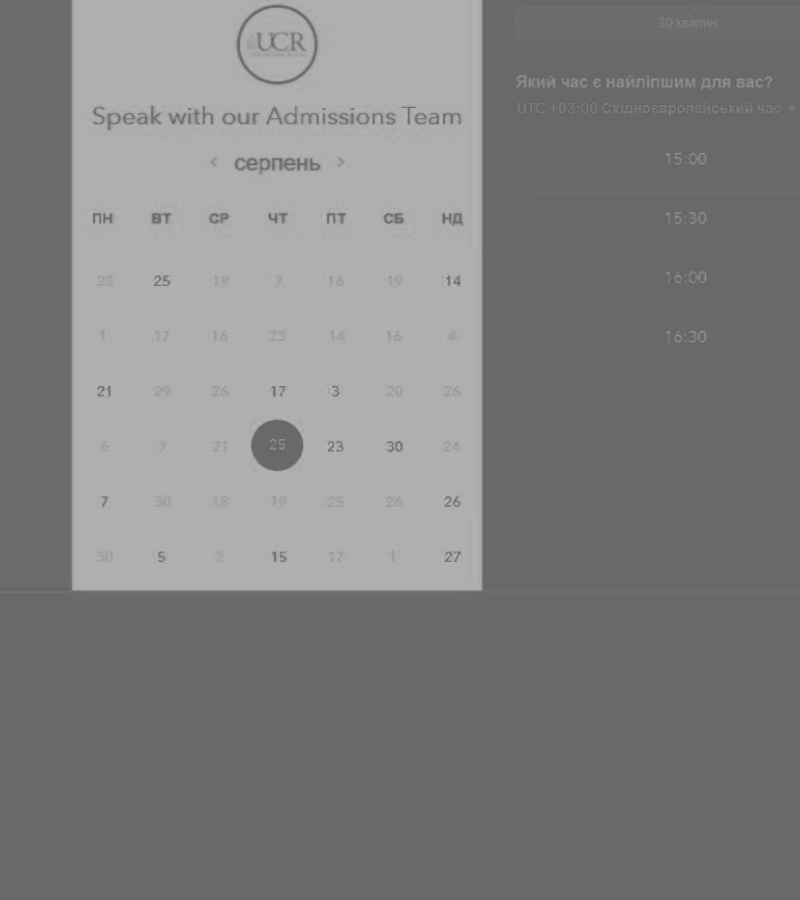 UCR
Speak with our Admissions Team
‹ серпень ›
ПН ВТ СР ЧТ ПТ СБ НД
28 25 19 7 16 19 14
1 17 16 23 14 16 4
21 29 26 17 3 20 26
6 7 21 25 23 30 24
7 30 18 19 25 26 26
30 5 2 15 17 1 27
30 хвилин
Який час є найліпшим для вас?
UTC +03:00 Східноєвропейський час
15:00
15:30
16:00
16:30